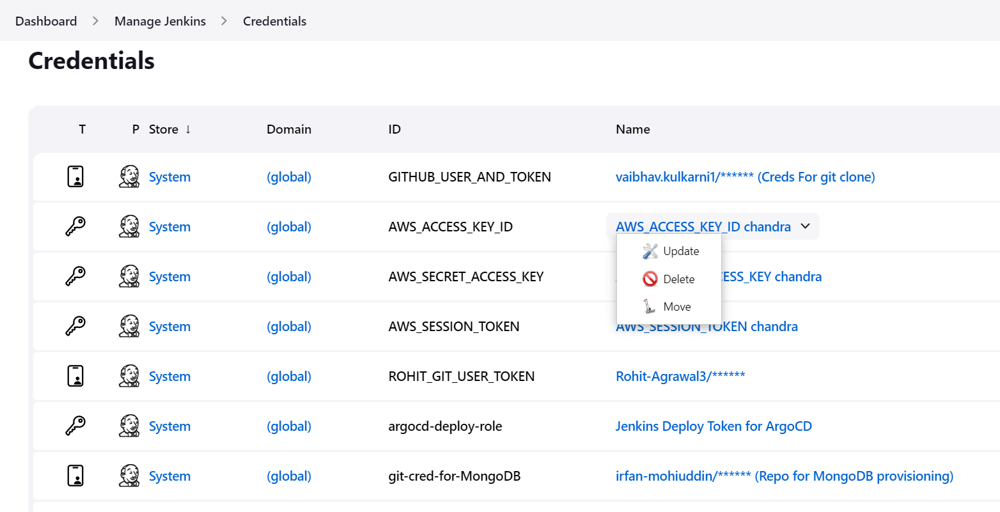 Dashboard > Manage Jenkins > Credentials
Credentials
T P Store ↓ Domain ID Name
System (global) GITHUB_USER_AND_TOKEN vaibhav.kulkarni1/****** (Creds For git clone)
System (global) AWS_ACCESS_KEY_ID AWS_ACCESS_KEY_ID chandra
Update
Delete
Move
System (global) AWS_SECRET_ACCESS_KEY ESS_KEY chandra
System (global) AWS_SESSION_TOKEN AWS_SESSION_TOKEN chandra
System (global) ROHIT_GIT_USER_TOKEN Rohit-Agrawal3/******
System (global) argocd-deploy-role Jenkins Deploy Token for ArgoCD
System (global) git-cred-for-MongoDB irfan-mohiuddin/****** (Repo for MongoDB provisioning)